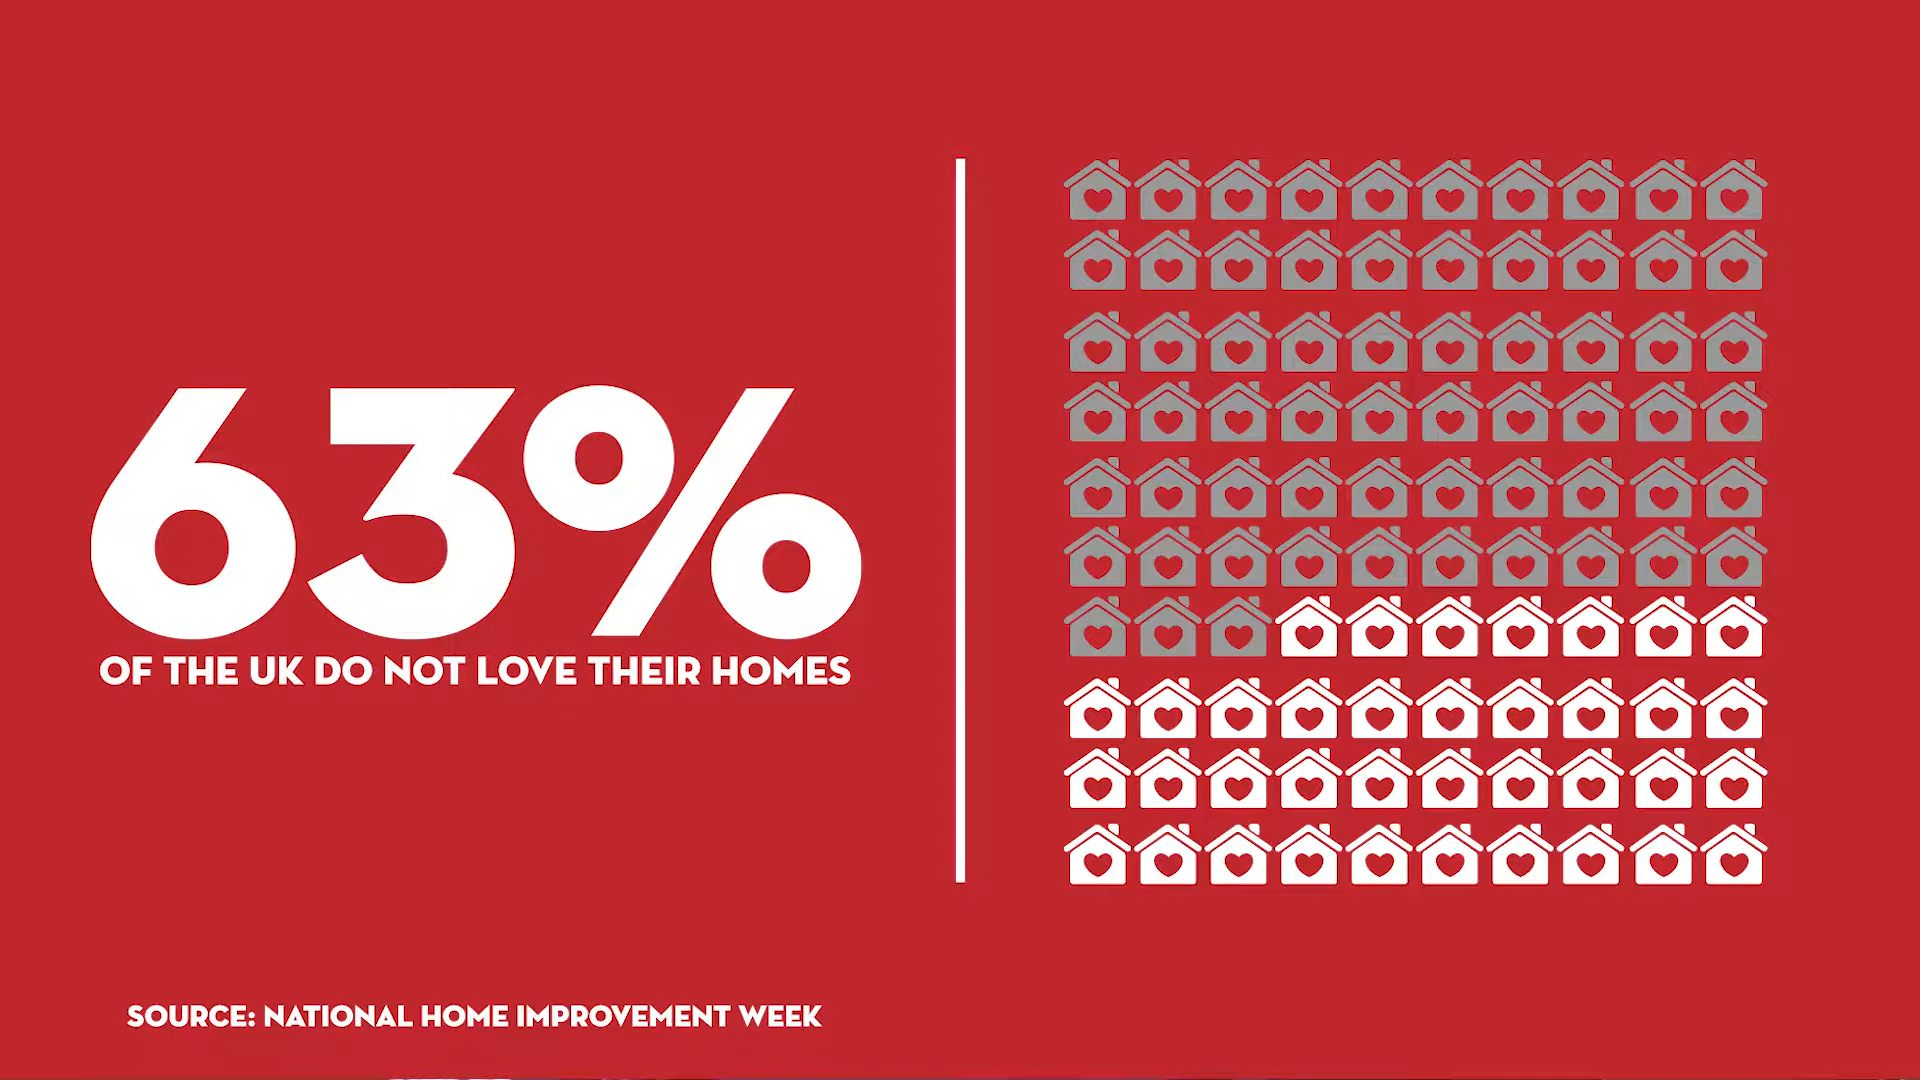 63%
OF THE UK DO NOT LOVE THEIR HOMES
SOURCE: NATIONAL HOME IMPROVEMENT WEEK